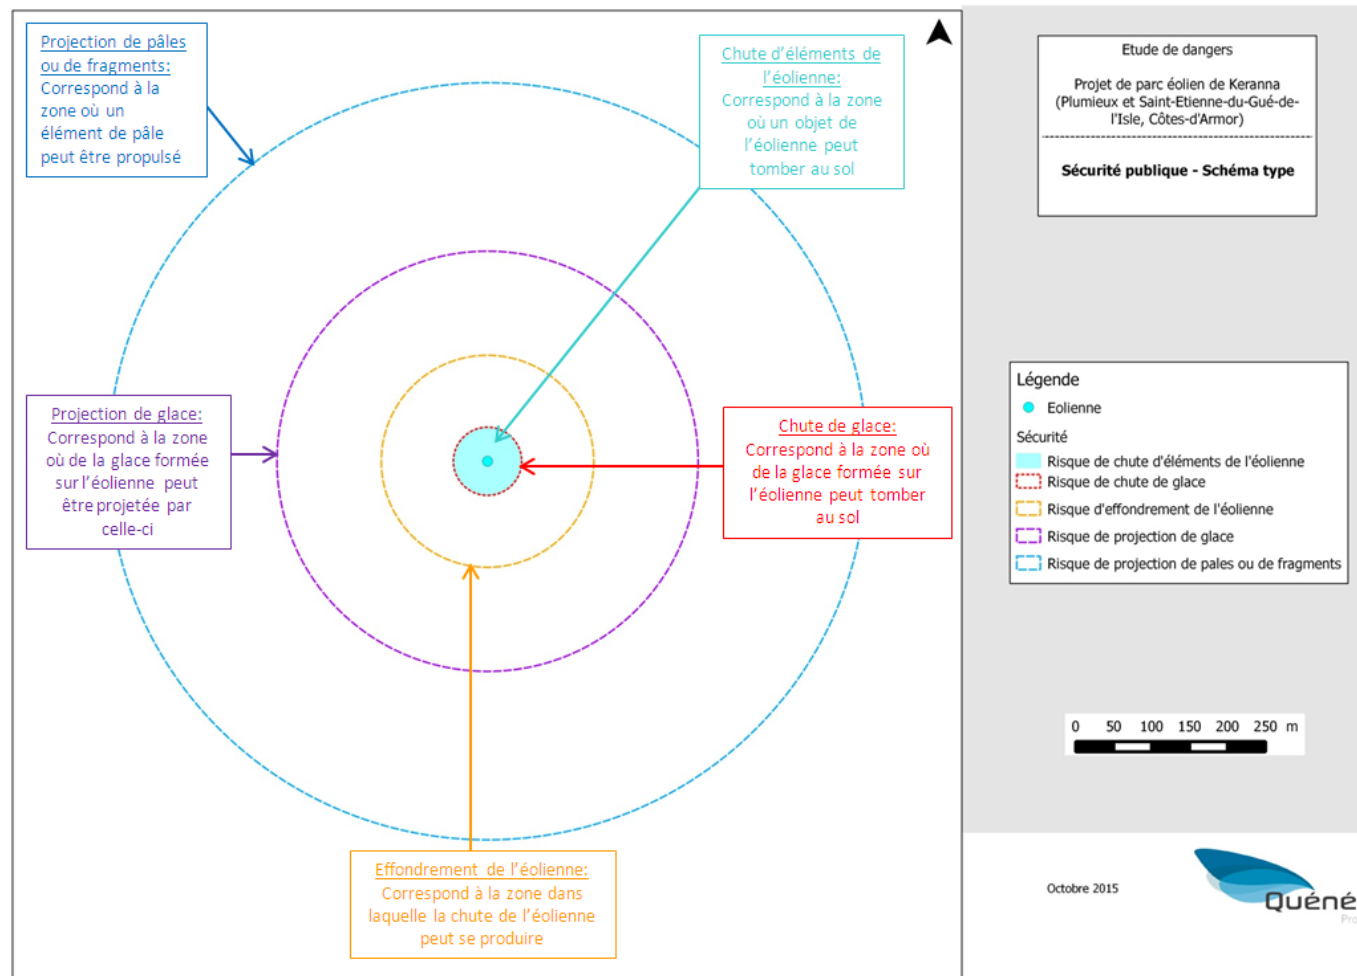 Projection de pâles
ou de fragments:
Correspond à la
zone où un
élément de pâle
peut être propulsé
Chute d'éléments de
l'éolienne:
Correspond à la zone
où un objet de
l'éolienne peut
tomber au sol
Projection de glace:
Correspond à la zone
où de la glace formée
sur l'éolienne peut
être projetée par
celle-ci
Chute de glace:
Correspond à la zone où
de la glace formée sur
l'éolienne peut tomber
au sol
Effondrement de l'éolienne:
Correspond à la zone dans
laquelle la chute de l'éolienne
peut se produire
Etude de dangers
Projet de parc éolien de Keranna
(Plumieux et Saint-Etienne-du-Gué-de-
l'Isle, Côtes-d'Armor)
Sécurité publique - Schéma type
Légende
Eolienne
Sécurité
Risque de chute d'éléments de l'éolienne
Risque de chute de glace
Risque d'effondrement de l'éolienne
Risque de projection de glace
Risque de projection de pales ou de fragments
0 50 100 150 200 250 m
Octobre 2015
Quéné
Pro